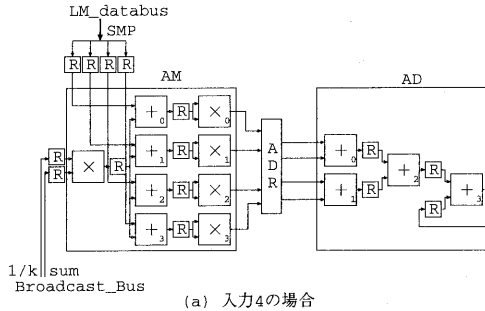 LM_databus
SMP
R R R R
AM
AD
+0 R ×0
R
R
×
R
+1 R ×1
+2 R ×2
+3 R ×3
A
D
R
+0 R
+1 R
+2 R
R
+3
1/k sum
Broadcast_Bus
(a) 入力4の場合